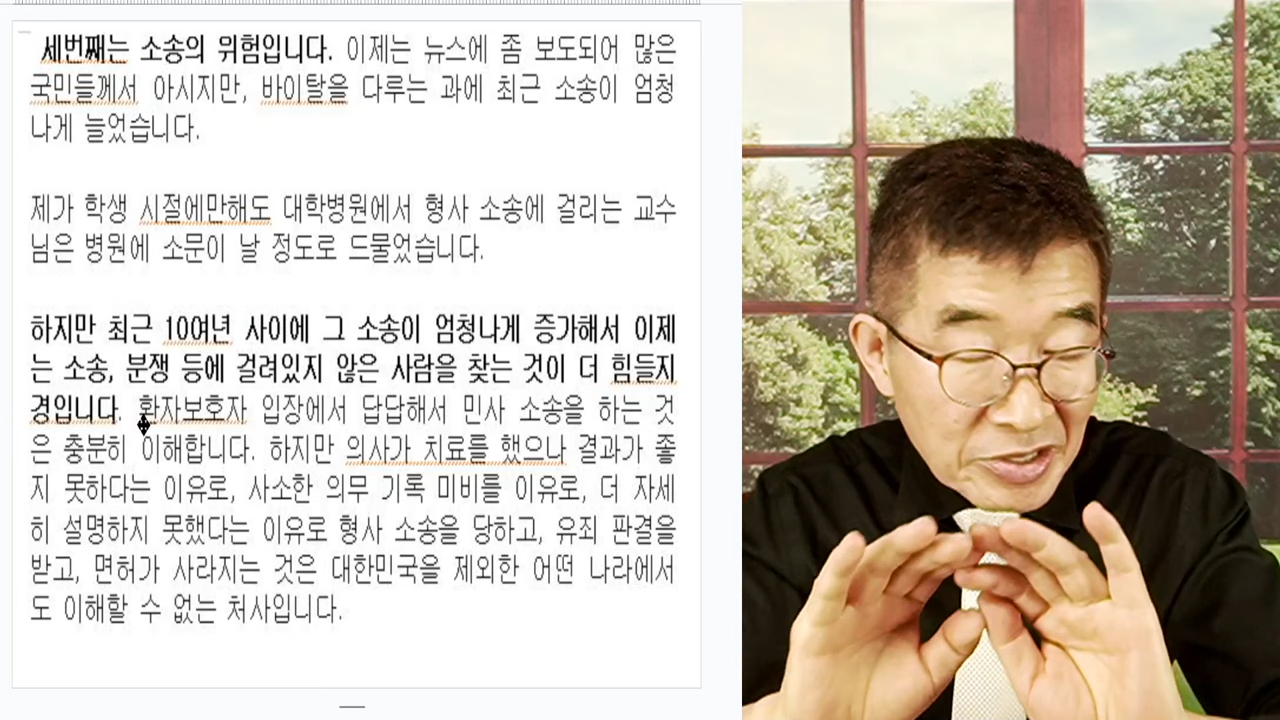 세번째는 소송의 위험입니다. 이제는 뉴스에 좀 보도되어 많은
국민들께서 아시지만, 바이탈을 다루는 과에 최근 소송이 엄청
나게 늘었습니다.
제가 학생 시절에만해도 대학병원에서 형사 소송에 걸리는 교수
님은 병원에 소문이 날 정도로 드물었습니다.
하지만 최근 10여년 사이에 그 소송이 엄청나게 증가해서 이제
는 소송, 분쟁 등에 걸려있지 않은 사람을 찾는 것이 더 힘들지
경입니다. 환자보호자 입장에서 답답해서 민사 소송을 하는 것
은 충분히 이해합니다. 하지만 의사가 치료를 했으나 결과가 좋
지 못하다는 이유로, 사소한 의무 기록 미비를 이유로, 더 자세
히 설명하지 못했다는 이유로 형사 소송을 당하고, 유죄 판결을
받고, 면허가 사라지는 것은 대한민국을 제외한 어떤 나라에서
도 이해할 수 없는 처사입니다.